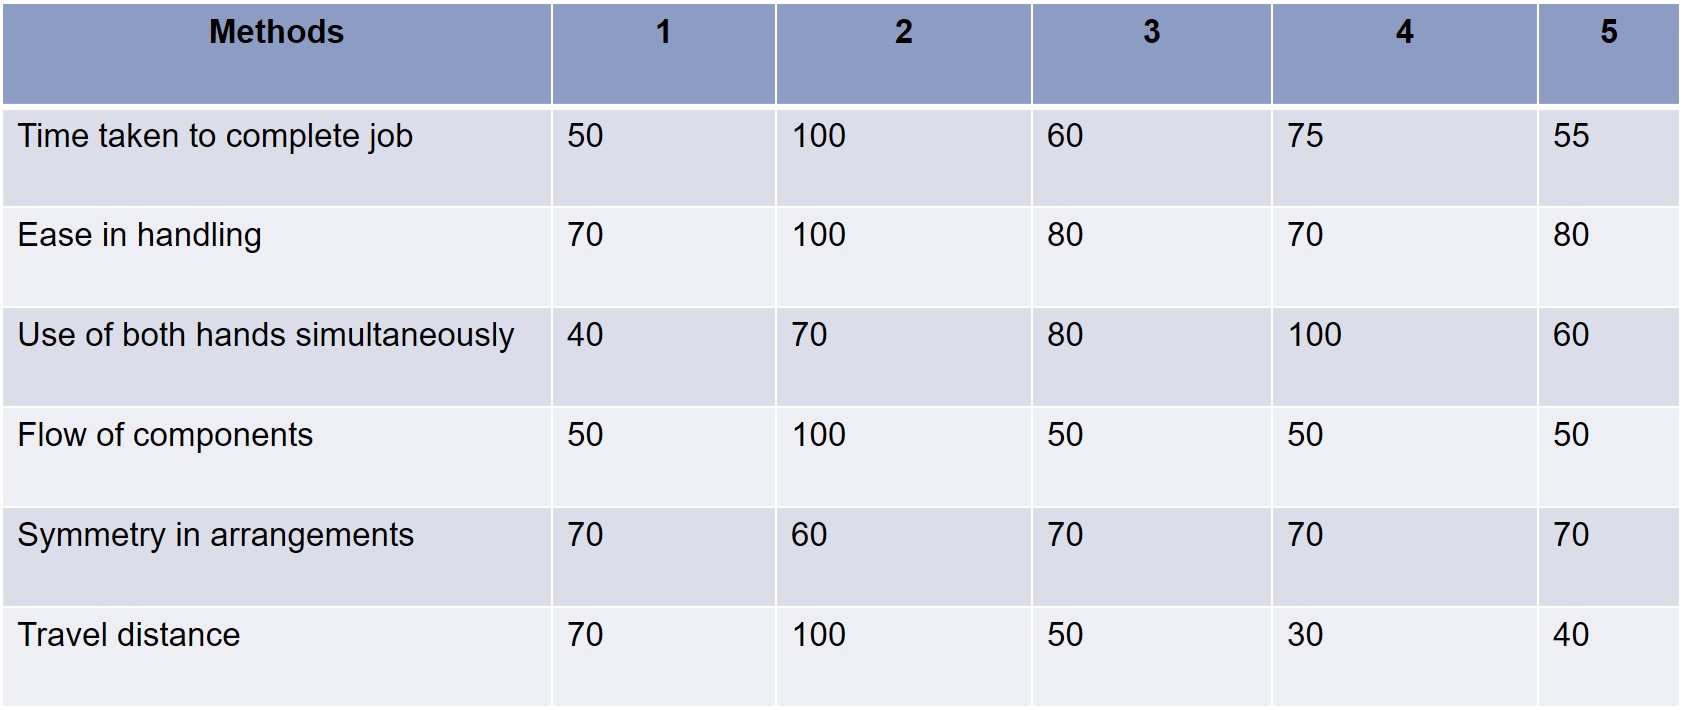 Methods 1 2 3 4 5
Time taken to complete job 50 100 60 75 55
Ease in handling 70 100 80 70 80
Use of both hands simultaneously 40 70 80 100 60
Flow of components 50 100 50 50 50
Symmetry in arrangements 70 60 70 70 70
Travel distance 70 100 50 30 40